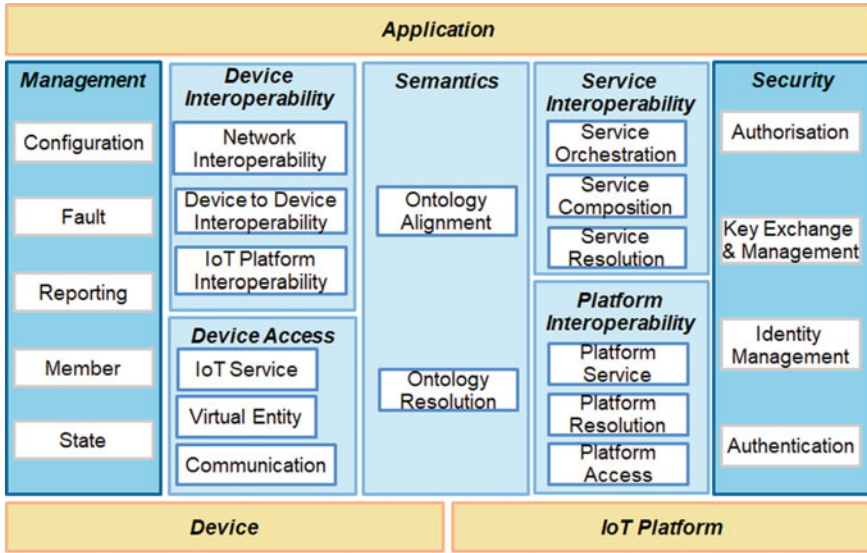 Application
Management
Configuration
Fault
Reporting
Member
State
Device
Interoperability
Network
Interoperability
Device to Device
Interoperability
IoT Platform
Interoperability
Device Access
IoT Service
Virtual Entity
Communication
Semantics
Ontology
Alignment
Ontology
Resolution
Service
Interoperability
Service
Orchestration
Service
Composition
Service
Resolution
Platform
Interoperability
Platform
Service
Platform
Resolution
Platform
Access
Security
Authorisation
Key Exchange
& Management
Identity
Management
Authentication
Device
IoT Platform